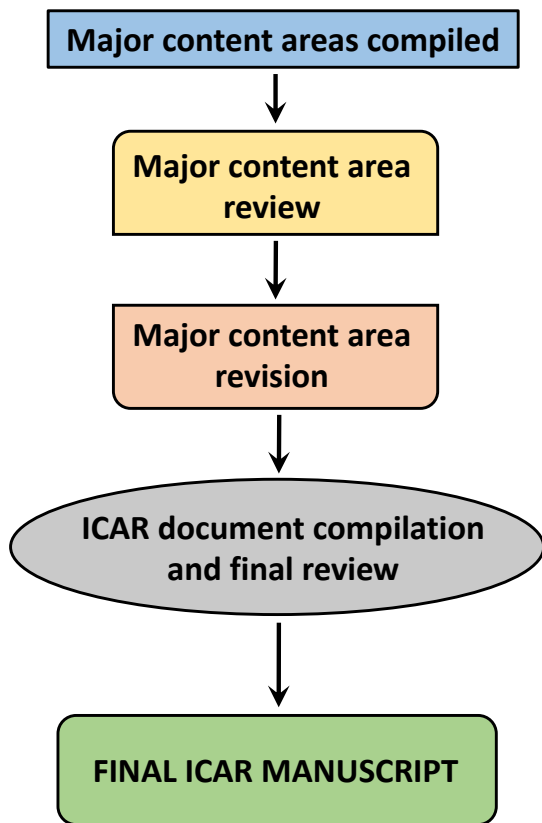 Major content areas compiled
Major content area
review
Major content area
revision
ICAR document compilation
and final review
FINAL ICAR MANUSCRIPT